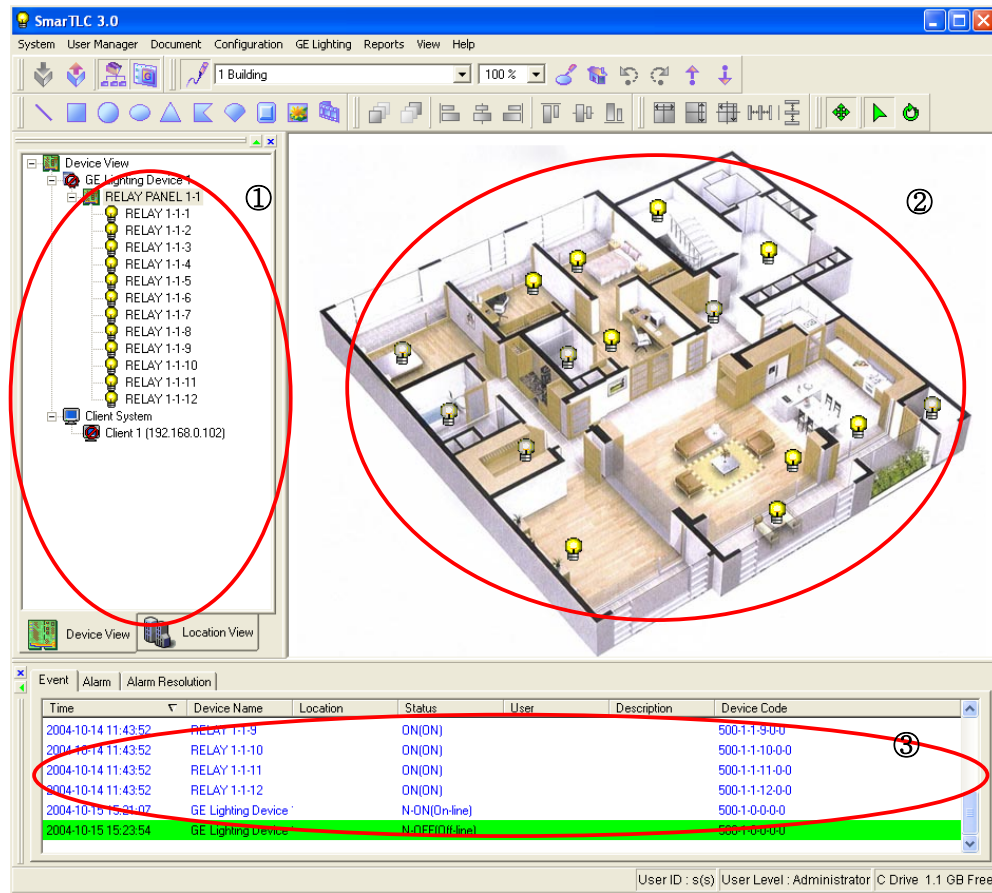 SmarTLC 3.0
System User Manager Document Configuration GE Lighting Reports View Help
1 Building 100 %
Device View
GE Lighting Device 1
RELAY PANEL 1-1
RELAY 1-1-1
RELAY 1-1-2
RELAY 1-1-3
RELAY 1-1-4
RELAY 1-1-5
RELAY 1-1-6
RELAY 1-1-7
RELAY 1-1-8
RELAY 1-1-9
RELAY 1-1-10
RELAY 1-1-11
RELAY 1-1-12
Client System
Client 1 (192.168.0.102)
①
②
Device View Location View
Event Alarm Alarm Resolution
Time Device Name Location Status User Description Device Code
2004-10-14 11:43:52 RELAY 1-1-9 ON(ON) 500-1-1-9-0-0
2004-10-14 11:43:52 RELAY 1-1-10 ON(ON) 500-1-1-10-0-0
2004-10-14 11:43:52 RELAY 1-1-11 ON(ON) 500-1-1-11-0-0
2004-10-14 11:43:52 RELAY 1-1-12 ON(ON) 500-1-1-12-0-0
2004-10-15 15:21:07 GE Lighting Device N-ON(On-line) 500-1-0-0-0-0
2004-10-15 15:23:54 GE Lighting Device N-OFF(Off-line) 500-1-0-0-0-0
③
User ID : s(s) User Level : Administrator C Drive 1.1 GB Free